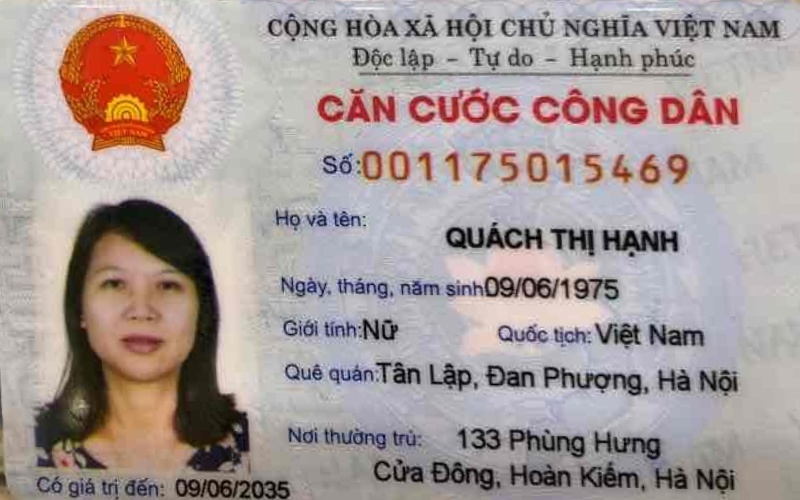 CỘNG HÒA XÃ HỘI CHỦ NGHĨA VIỆT NAM
Độc lập - Tự do - Hạnh phúc
CĂN CƯỚC CÔNG DÂN
Số: 001175015469
Họ và tên:
QUÁCH THỊ HẠNH
Ngày, tháng, năm sinh 09/06/1975
Giới tính: Nữ Quốc tịch: Việt Nam
Quê quán: Tân Lập, Đan Phượng, Hà Nội
Nơi thường trú: 133 Phùng Hưng
Cửa Đông, Hoàn Kiếm, Hà Nội
Có giá trị đến: 09/06/2035
VIỆT NAM